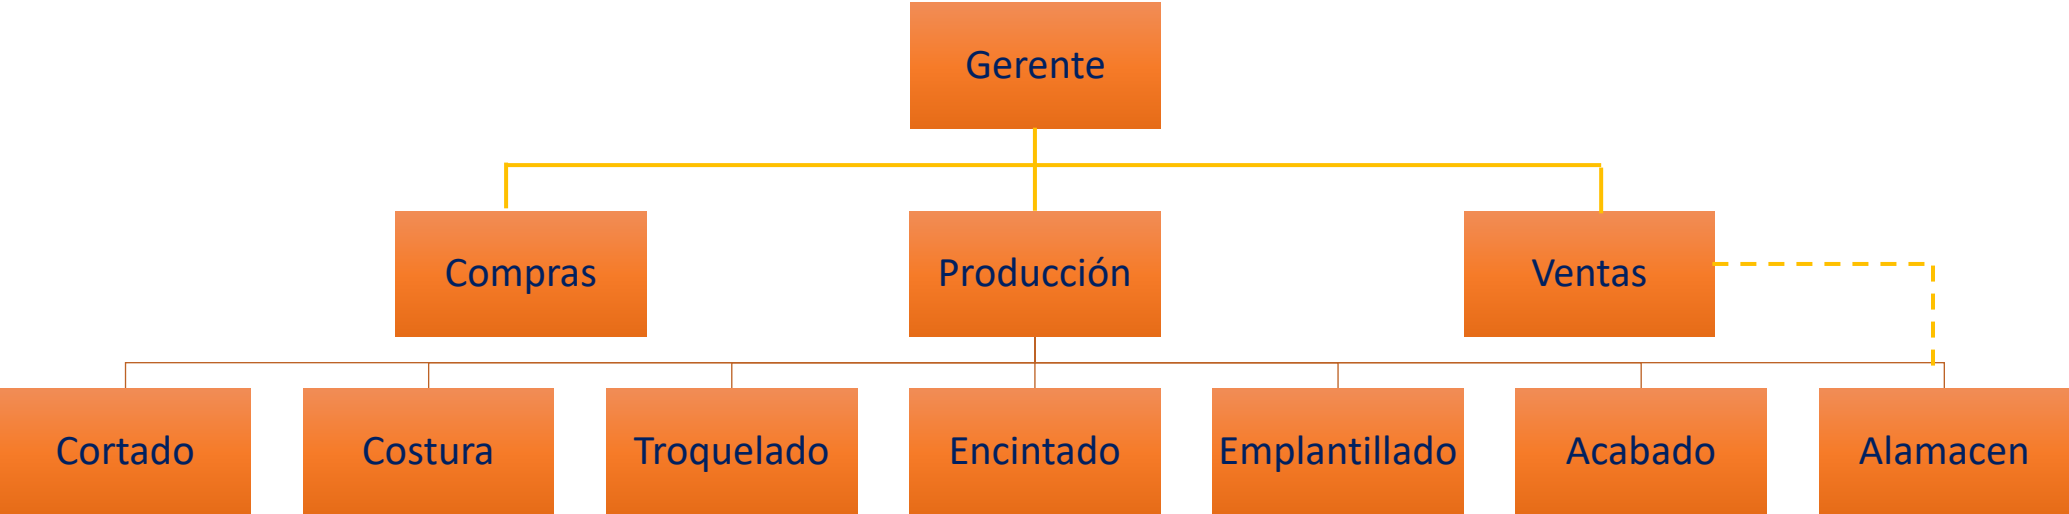 Gerente
Compras
Producción
Ventas
Cortado
Costura
Troquelado
Encintado
Emplantillado
Acabado
Alamacen